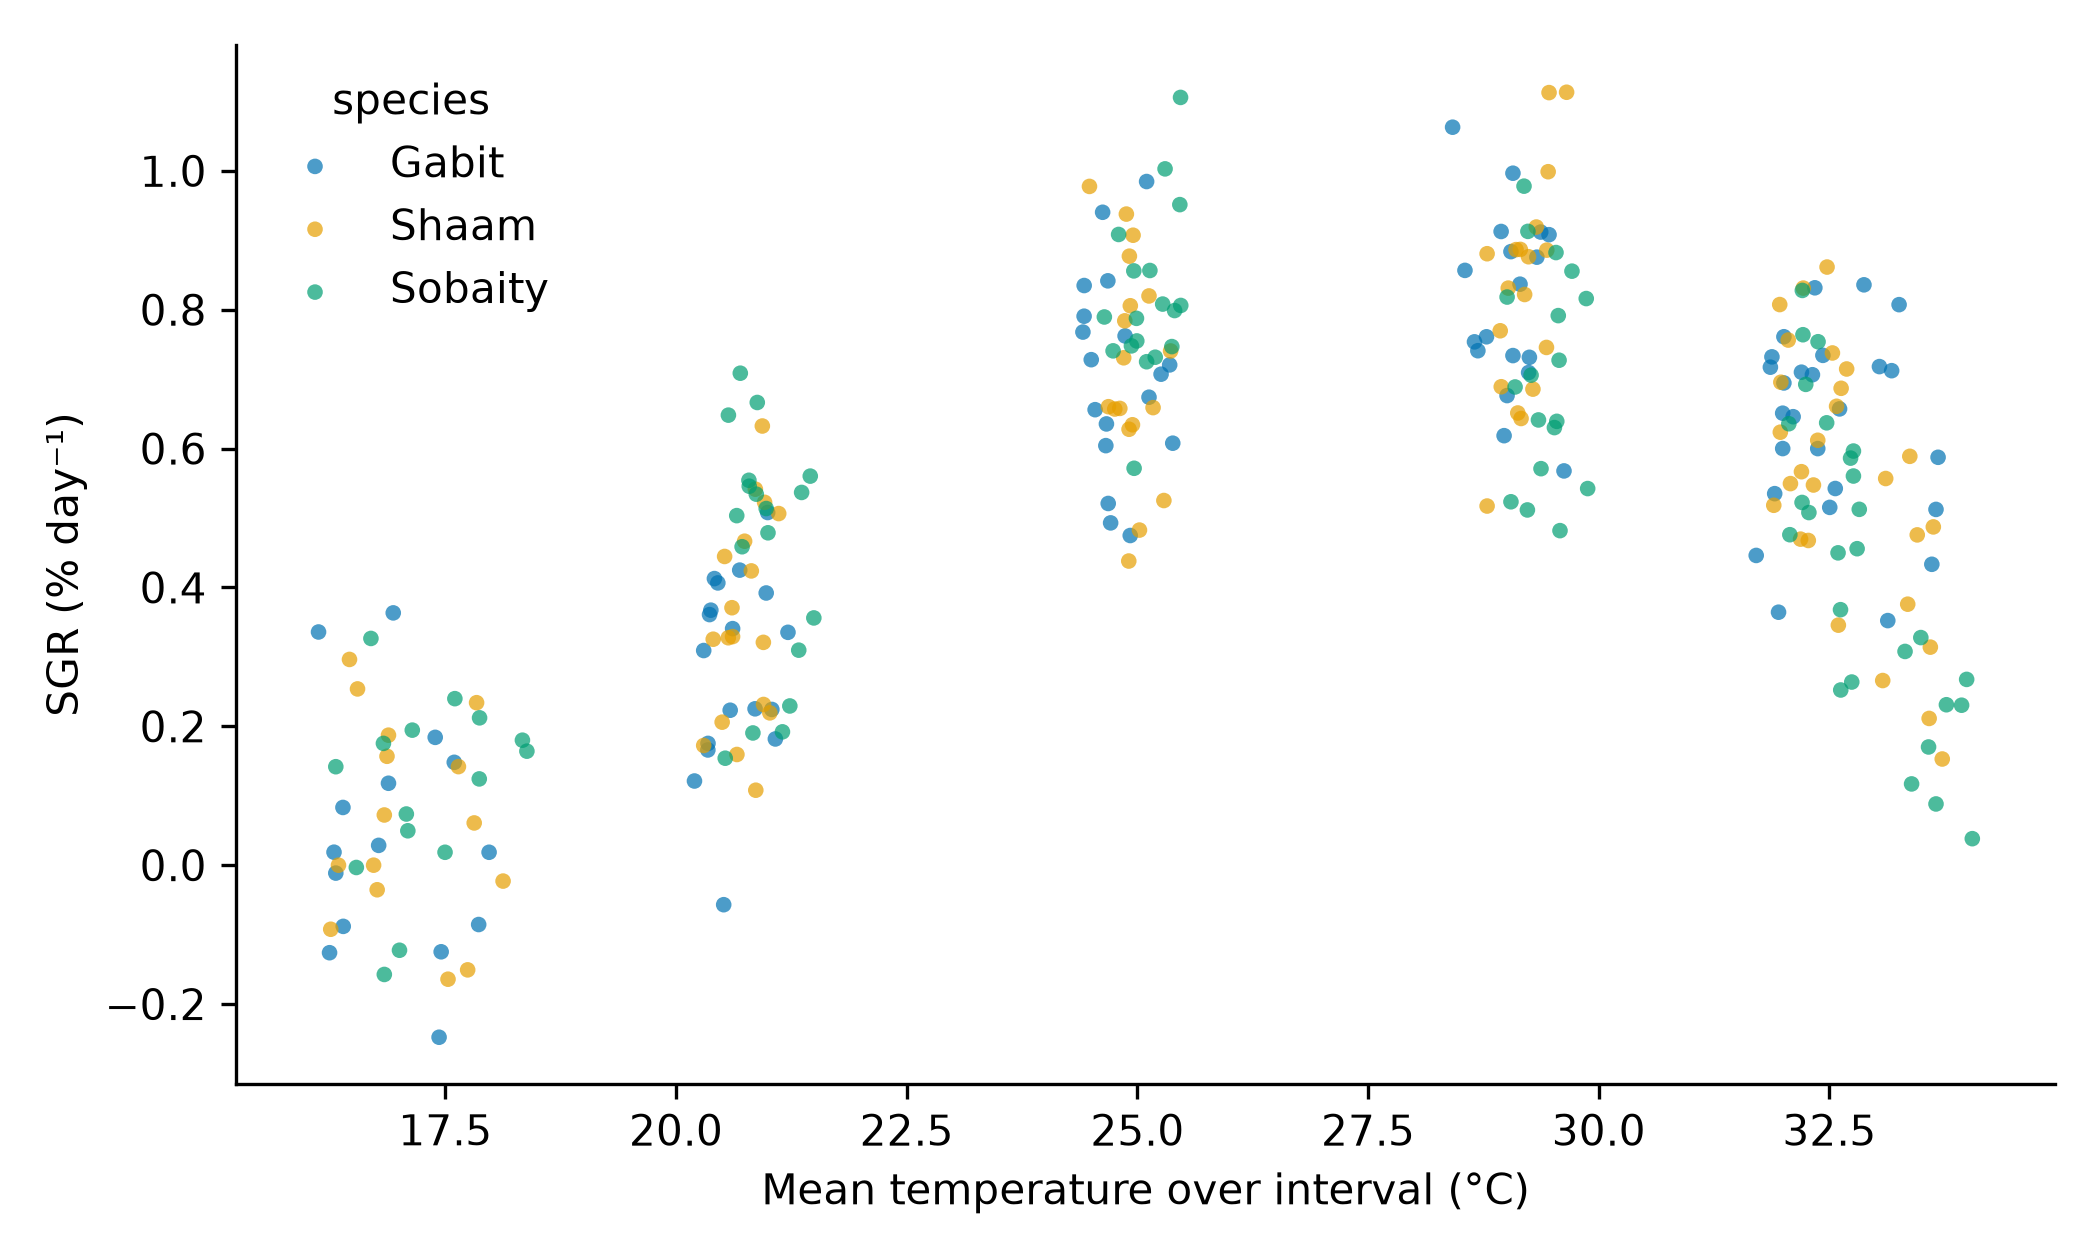 species
Gabit
Shaam
Sobaity
1.0
0.8
0.6
0.4
0.2
0.0
−0.2
SGR (% day⁻¹)
17.5 20.0 22.5 25.0 27.5 30.0 32.5
Mean temperature over interval (°C)